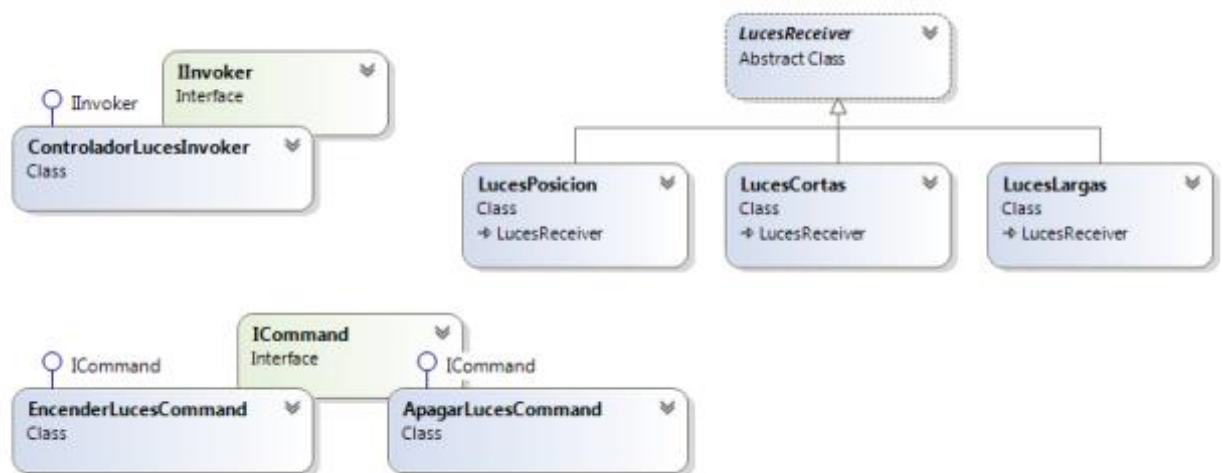 LucesReceiver
Abstract Class
IInvoker
Interface
IInvoker
ControladorLucesInvoker
Class
LucesPosicion
Class
LucesReceiver
LucesCortas
Class
LucesReceiver
LucesLargas
Class
LucesReceiver
ICommand
Interface
ICommand
ICommand
EncenderLucesCommand
Class
ApagarLucesCommand
Class